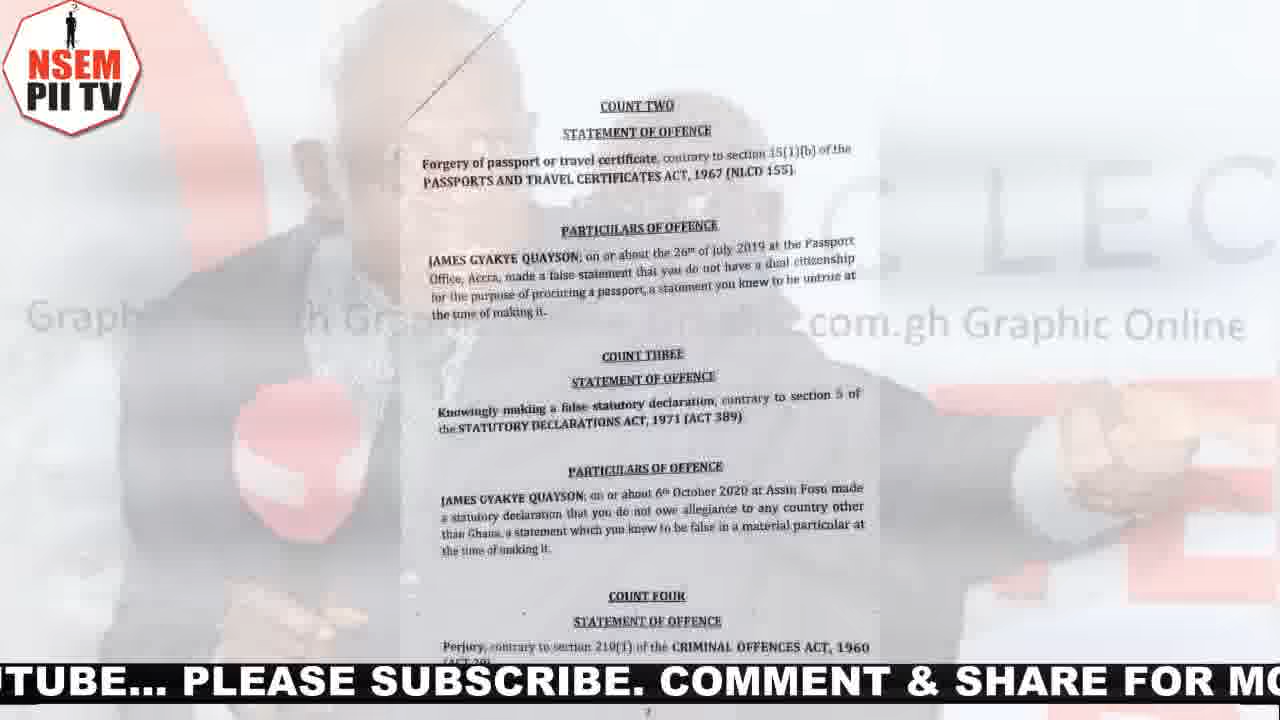 NSEM
PII TV
COUNT TWO
STATEMENT OF OFFENCE
Forgery of passport or travel certificate, contrary to section 15(1)(b) of the
PASSPORTS AND TRAVEL CERTIFICATES ACT, 1967 (NLCD 155).
PARTICULARS OF OFFENCE
JAMES GYAKYE QUAYSON; on or about the 26th of July 2019 at the Passport
Office, Accra, made a false statement that you do not have a dual citizenship
for the purpose of procuring a passport, a statement you knew to be untrue at
the time of making it.
COUNT THREE
STATEMENT OF OFFENCE
Knowingly making a false statutory declaration, contrary to section 5 of
the STATUTORY DECLARATIONS ACT, 1971 (ACT 389)
PARTICULARS OF OFFENCE
JAMES GYAKYE QUAYSON; on or about 6th October 2020 at Assin Fosu made
a statutory declaration that you do not owe allegiance to any country other
than Ghana, a statement which you knew to be false in a material particular at
the time of making it.
COUNT FOUR
STATEMENT OF OFFENCE
Perjury, contrary to section 210(1) of the CRIMINAL OFFENCES ACT, 1960
C LEC
Graph
h Gr
.com.gh Graphic Online
UTUBE... PLEASE SUBSCRIBE. COMMENT & SHARE FOR MO